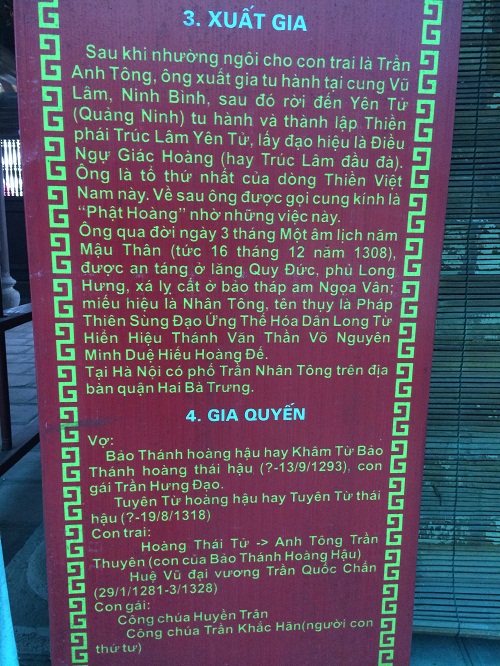 3. XUẤT GIA
Sau khi nhường ngôi cho con trai là Trần
Anh Tông, ông xuất gia tu hành tại cung Vũ
Lâm, Ninh Bình, sau đó rời đến Yên Tử
(Quảng Ninh) tu hành và thành lập Thiền
phái Trúc Lâm Yên Tử, lấy đạo hiệu là Điều
Ngự Giác Hoàng (hay Trúc Lâm đầu đà).
Ông là tổ thứ nhất của dòng Thiền Việt
Nam này. Về sau ông được gọi cung kính là
“Phật Hoàng” nhờ những việc này.
Ông qua đời ngày 3 tháng Một âm lịch năm
Mậu Thân (tức 16 tháng 12 năm 1308),
được an táng ở lăng Quy Đức, phủ Long
Hưng, xá lỵ cất ở bảo tháp am Ngọa Vân;
miếu hiệu là Nhân Tông, tên thụy là Pháp
Thiên Sùng Đạo Ứng Thế Hóa Dân Long Từ
Hiển Hiệu Thánh Văn Thần Võ Nguyên
Minh Duệ Hiếu Hoàng Đế.
Tại Hà Nội có phố Trần Nhân Tông trên địa
bàn quận Hai Bà Trưng.
4. GIA QUYẾN
Vợ:
Bảo Thánh hoàng hậu hay Khâm Từ Bảo
Thánh hoàng thái hậu (?-13/9/1293), con
gái Trần Hưng Đạo.
Tuyên Từ hoàng hậu hay Tuyên Từ thái
hậu (?-19/8/1318)
Con trai:
Hoàng Thái Tử -> Anh Tông Trần
Thuyên (con của Bảo Thánh Hoàng Hậu)
Huệ Vũ đại vương Trần Quốc Chẩn
(29/1/1281-3/1328)
Con gái:
Công chúa Huyền Trân
Công chúa Trần Khắc Hãn(người con
thứ tư)